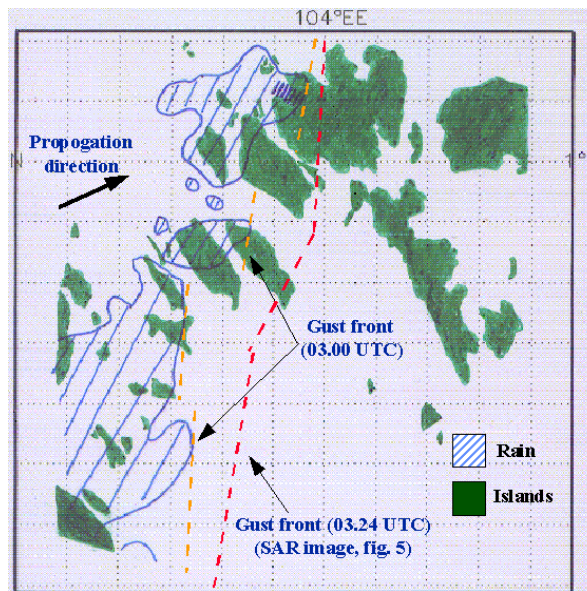 104°EE
Propogation
direction
N
1°
Gust front
(03.00 UTC)
Rain
Islands
Gust front (03.24 UTC)
(SAR image, fig. 5)